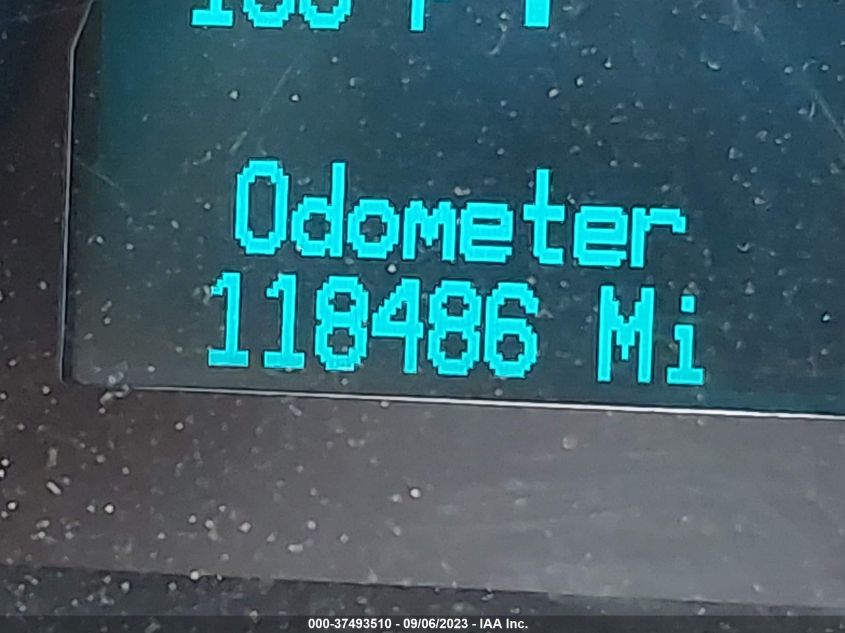 Odometer
118486 Mi
000-37493510 - 09/06/2023 - IAA Inc.